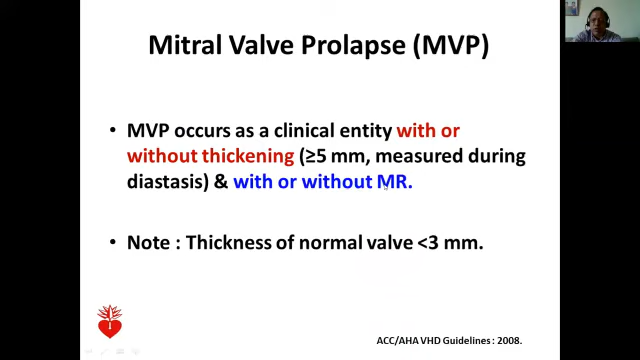 Mitral Valve Prolapse (MVP)
• MVP occurs as a clinical entity with or
without thickening (≥5 mm, measured during
diastasis) & with or without MR.
• Note : Thickness of normal valve <3 mm.
ACC/AHA VHD Guidelines : 2008.